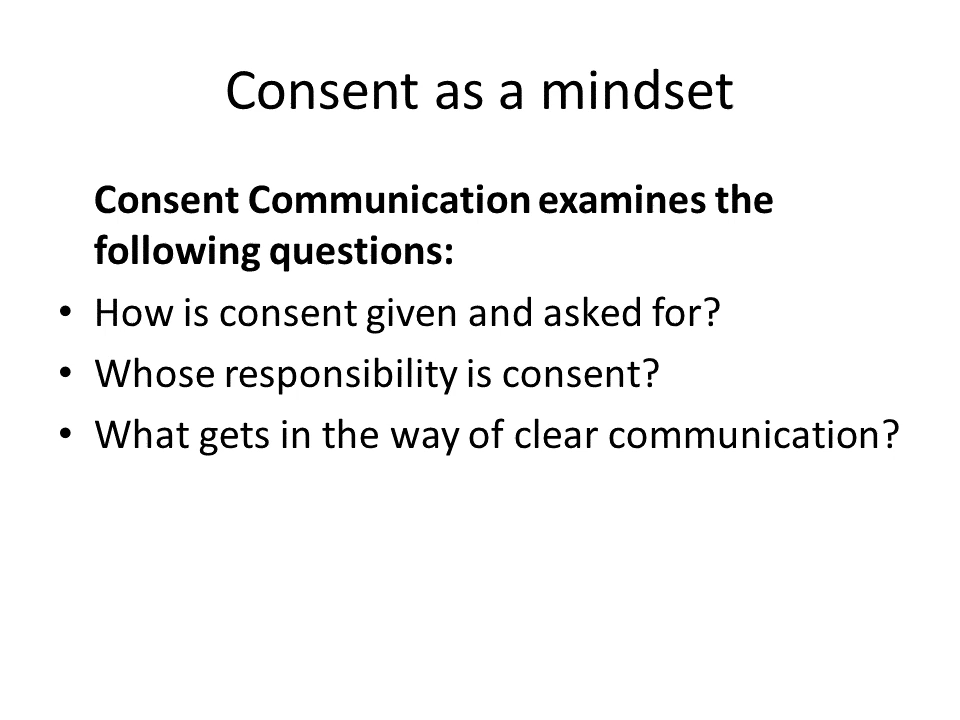 Consent as a mindset
Consent Communication examines the
following questions:
• How is consent given and asked for?
• Whose responsibility is consent?
• What gets in the way of clear communication?